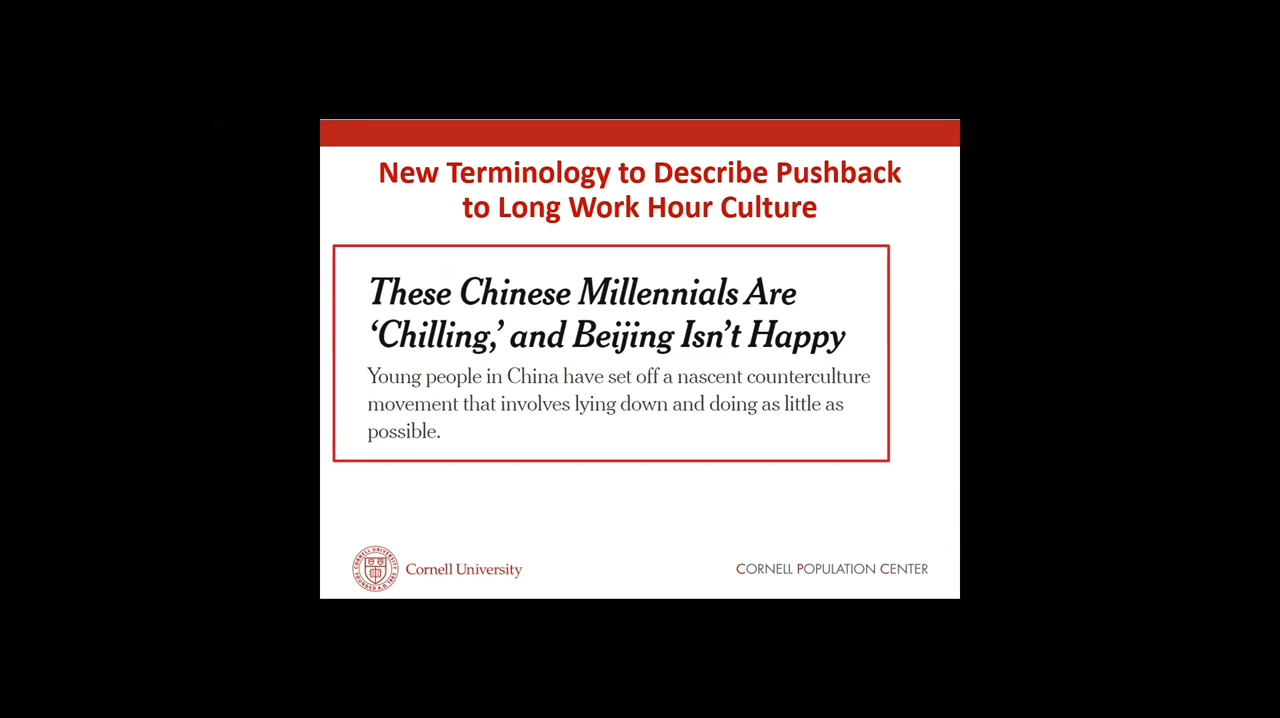 New Terminology to Describe Pushback
to Long Work Hour Culture
These Chinese Millennials Are
‘Chilling,’ and Beijing Isn’t Happy
Young people in China have set off a nascent counterculture
movement that involves lying down and doing as little as
possible.
Cornell University
CORNELL POPULATION CENTER